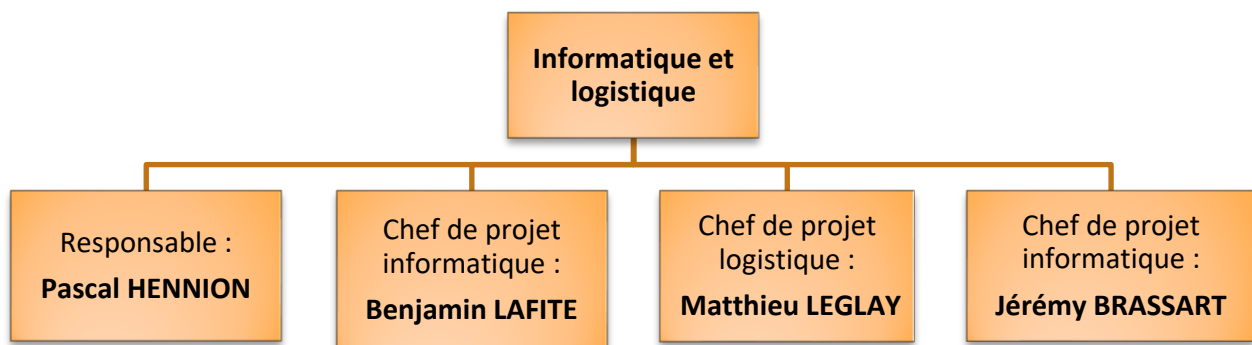 Informatique et
logistique
Responsable :
Pascal HENNION
Chef de projet
informatique :
Benjamin LAFITE
Chef de projet
logistique :
Matthieu LEGLAY
Chef de projet
informatique :
Jérémy BRASSART